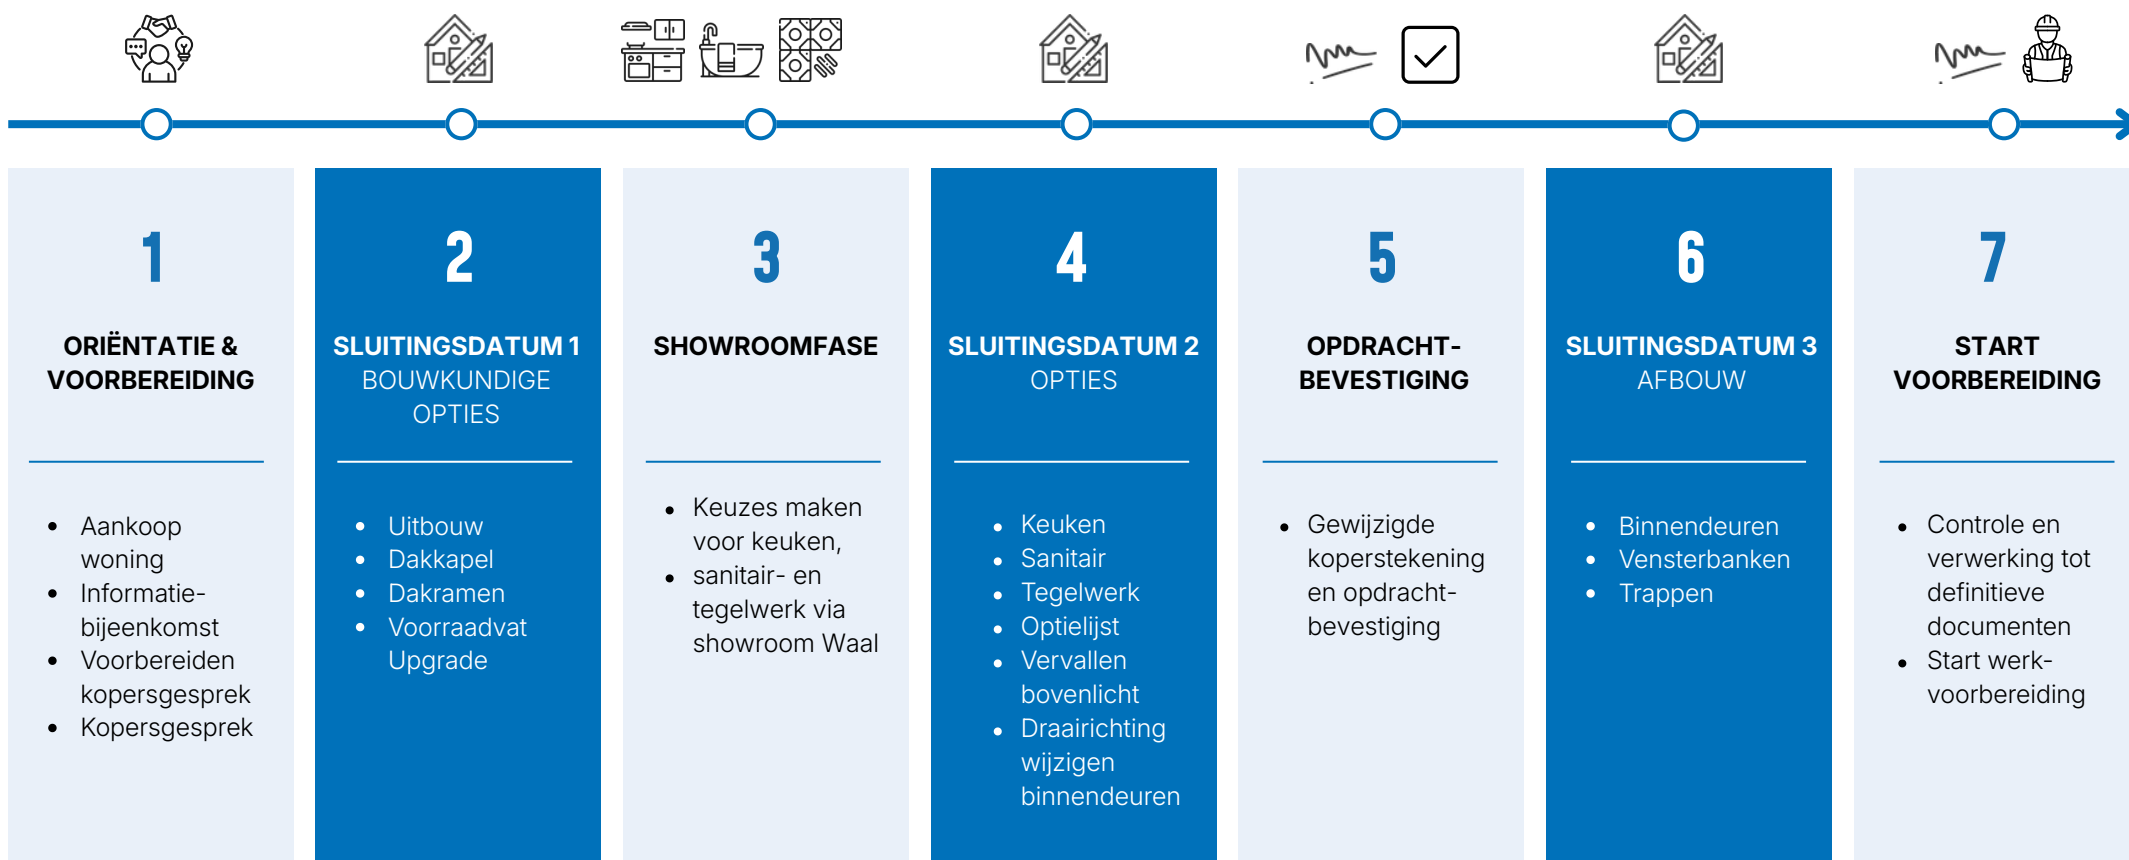 1
ORIËNTATIE &
VOORBEREIDING
Aankoop
woning
Informatie-
bijeenkomst
Voorbereiden
kopersgesprek
Kopersgesprek
2
SLUITINGSDATUM 1
BOUWKUNDIGE
OPTIES
Uitbouw
Dakkapel
Dakramen
Voorraadvat
Upgrade
3
SHOWROOMFASE
Keuzes maken
voor keuken,
sanitair- en
tegelwerk via
showroom Waal
4
SLUITINGSDATUM 2
OPTIES
Keuken
Sanitair
Tegelwerk
Optielijst
Vervallen
bovenlicht
Draairichting
wijzigen
binnendeuren
5
OPDRACHT-
BEVESTIGING
Gewijzigde
koperstekening
en opdracht-
bevestiging
6
SLUITINGSDATUM 3
AFBOUW
Binnendeuren
Vensterbanken
Trappen
7
START
VOORBEREIDING
Controle en
verwerking tot
definitieve
documenten
Start werk-
voorbereiding